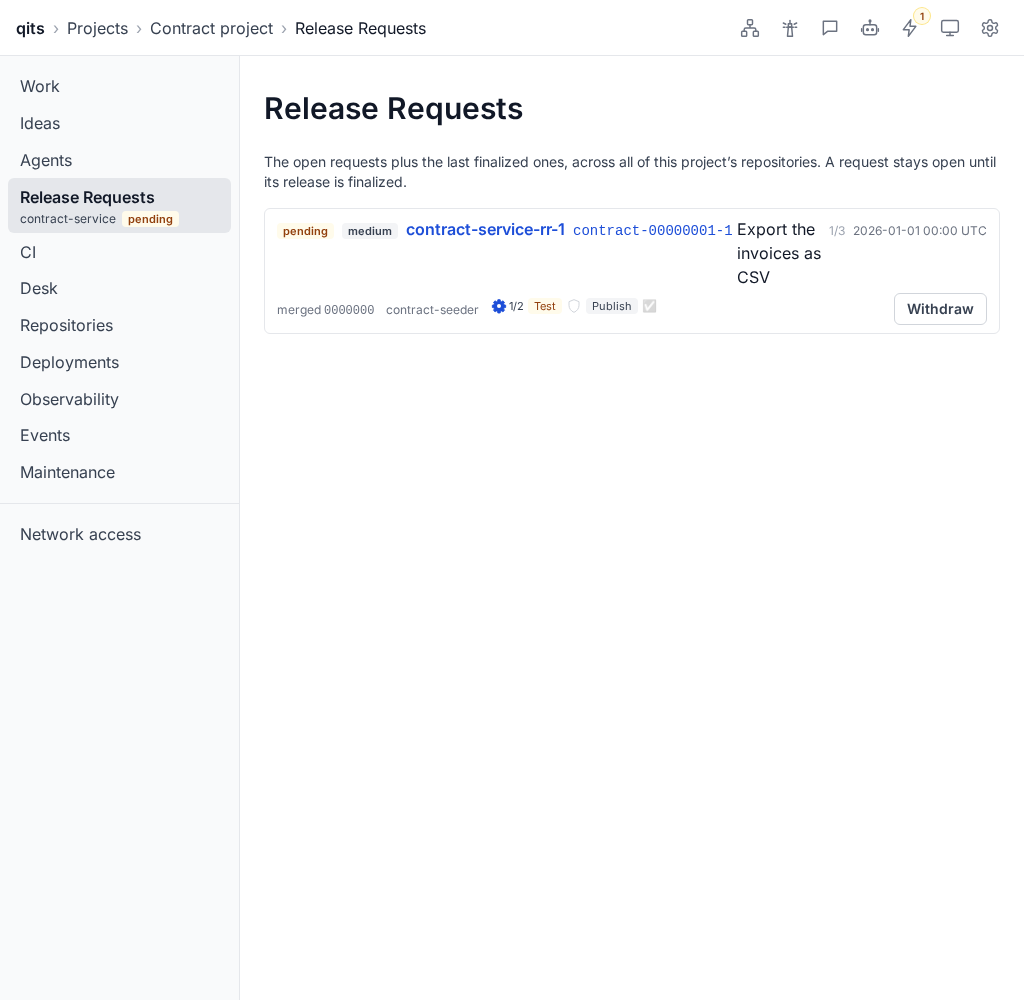 qits › Projects › Contract project › Release Requests
1
Work
Ideas
Agents
Release Requests
contract-service pending
CI
Desk
Repositories
Deployments
Observability
Events
Maintenance
Network access
Release Requests
The open requests plus the last finalized ones, across all of this project’s repositories. A request stays open until
its release is finalized.
pending medium contract-service-rr-1 contract-00000001-1 Export the 1/3 2026-01-01 00:00 UTC
invoices as
CSV
merged 0000000 contract-seeder 1/2 Test Publish Withdraw